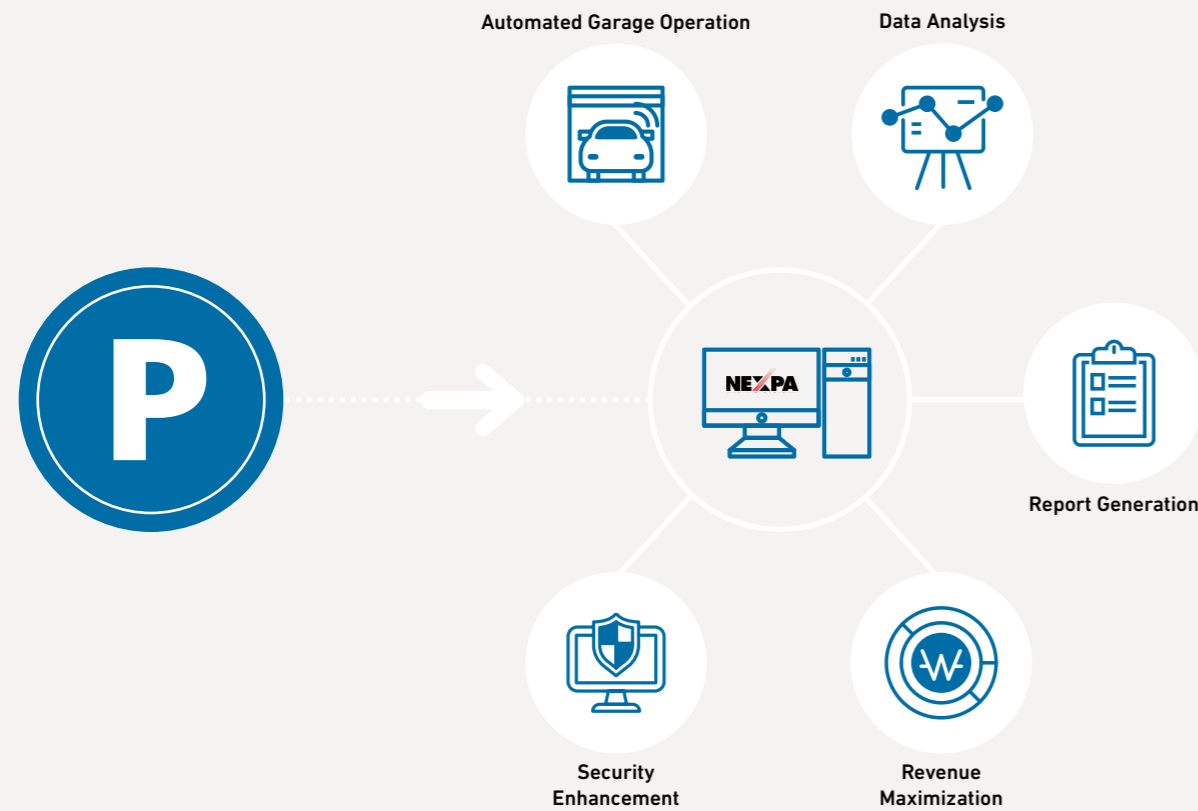 Automated Garage Operation
Data Analysis
P
NEXPA
Report Generation
₩
Security
Enhancement
Revenue
Maximization